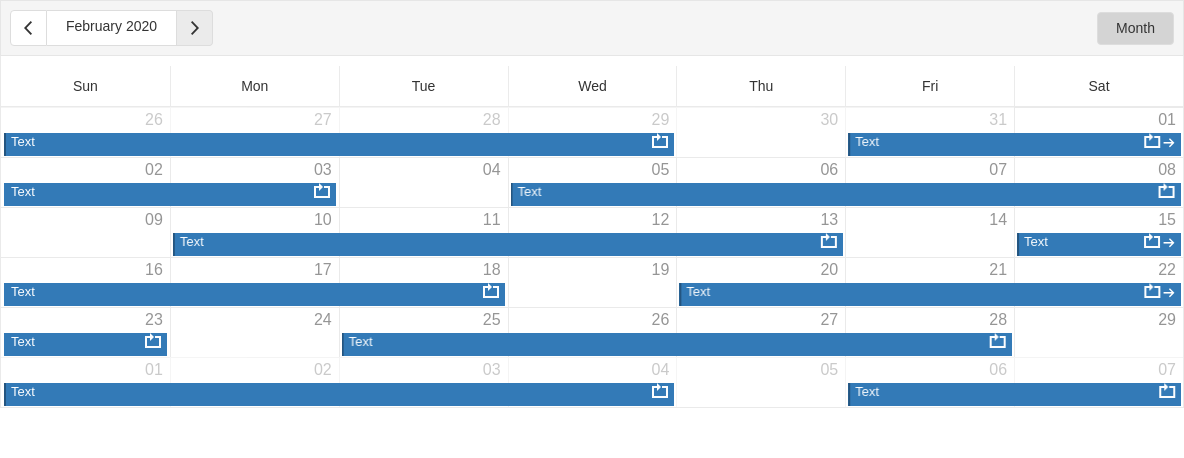 February 2020
Month
Sun Mon Tue Wed Thu Fri Sat
26 27 28 29 30 31 01
Text Text
02 03 04 05 06 07 08
Text Text
09 10 11 12 13 14 15
Text Text
16 17 18 19 20 21 22
Text Text
23 24 25 26 27 28 29
Text Text
01 02 03 04 05 06 07
Text Text